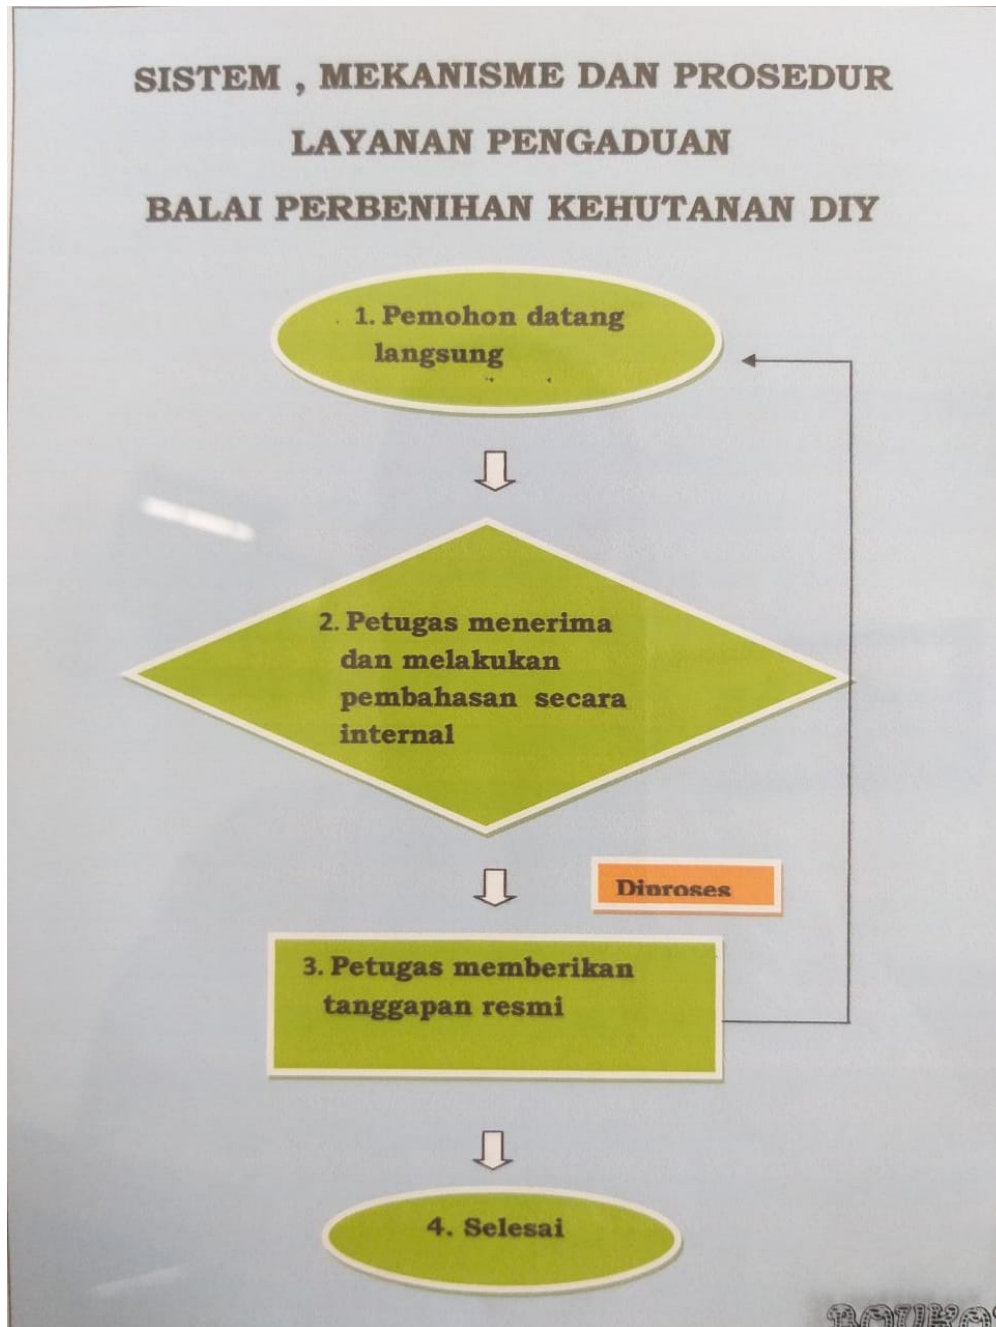 SISTEM , MEKANISME DAN PROSEDUR
LAYANAN PENGADUAN
BALAI PERBENIHAN KEHUTANAN DIY
1. Pemohon datang
langsung
2. Petugas menerima
dan melakukan
pembahasan secara
internal
Diproses
3. Petugas memberikan
tanggapan resmi
4. Selesai